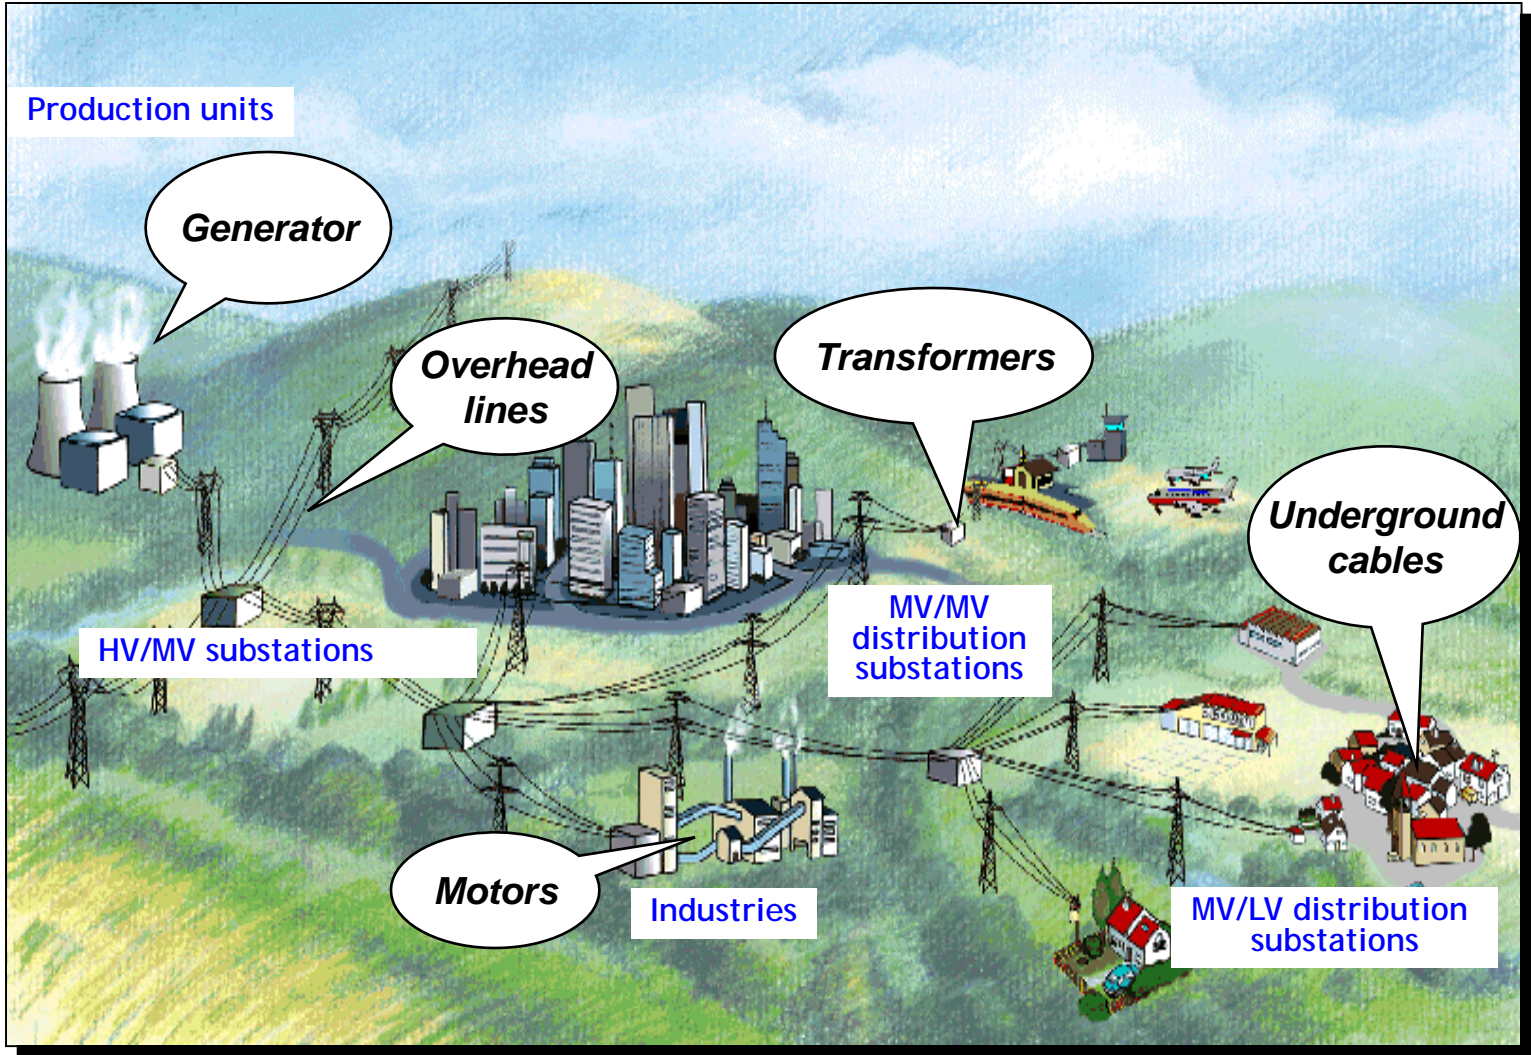 Production units
Generator
Overhead
lines
Transformers
Underground
cables
MV/MV
distribution
substations
HV/MV substations
Motors
Industries
MV/LV distribution
substations